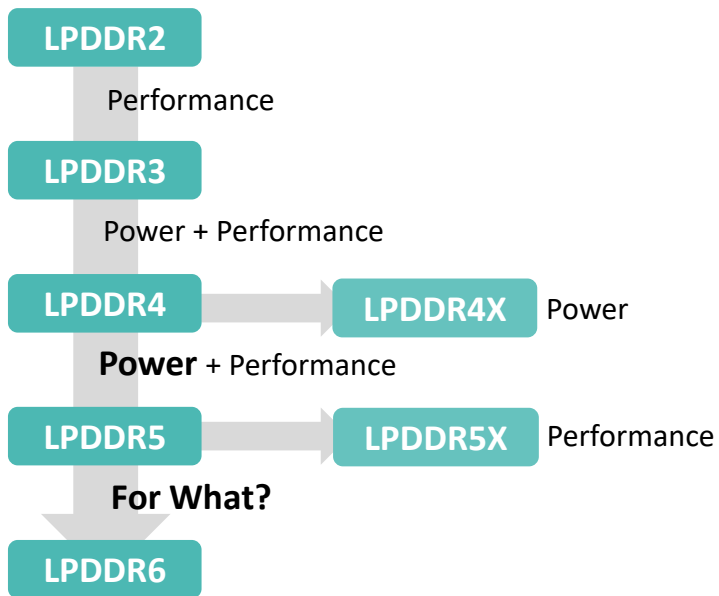 LPDDR2
Performance
LPDDR3
Power + Performance
LPDDR4
LPDDR4X
Power
Power + Performance
LPDDR5
LPDDR5X
Performance
For What?
LPDDR6